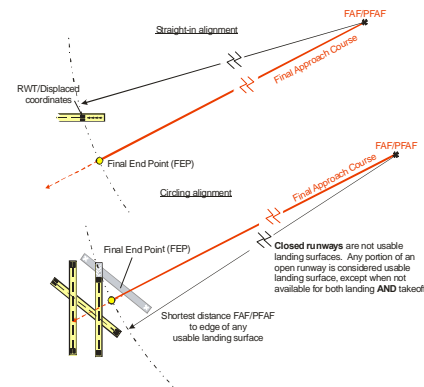 FAF/PFAF
Straight-in alignment
Final Approach Course
RWT/Displaced
coordinates
Final End Point (FEP)
FAF/PFAF
Circling alignment
Final Approach Course
Closed runways are not usable
landing surfaces. Any portion of an
open runway is considered usable
landing surface, except when not
available for both landing AND takeof
Final End Point (FEP)
Shortest distance FAF/PFAF
to edge of any
usable landing surface